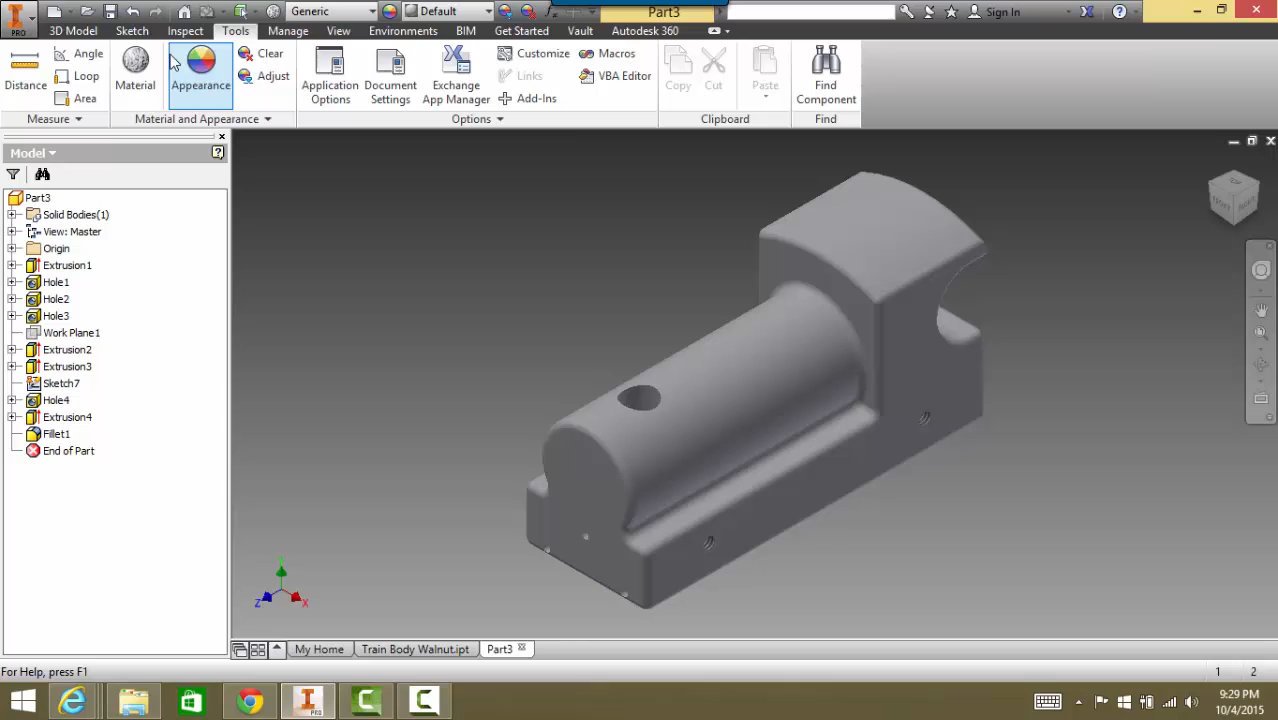 Generic Default Part3 Sign In
PRO 3D Model Sketch Inspect Tools Manage View Environments BIM Get Started Vault Autodesk 360
Distance Angle Loop Area Material Appearance Clear Adjust Application Options Document Settings Exchange App Manager Customize Links Add-Ins Macros VBA Editor Copy Cut Paste Find Component
Measure Material and Appearance Options Clipboard Find
Model
Part3
Solid Bodies(1)
View: Master
Origin
Extrusion1
Hole1
Hole2
Hole3
Work Plane1
Extrusion2
Extrusion3
Sketch7
Hole4
Extrusion4
Fillet1
End of Part
Z X
My Home Train Body Walnut.ipt Part3
For Help, press F1 1 2
PRO 9:29 PM
10/4/2015